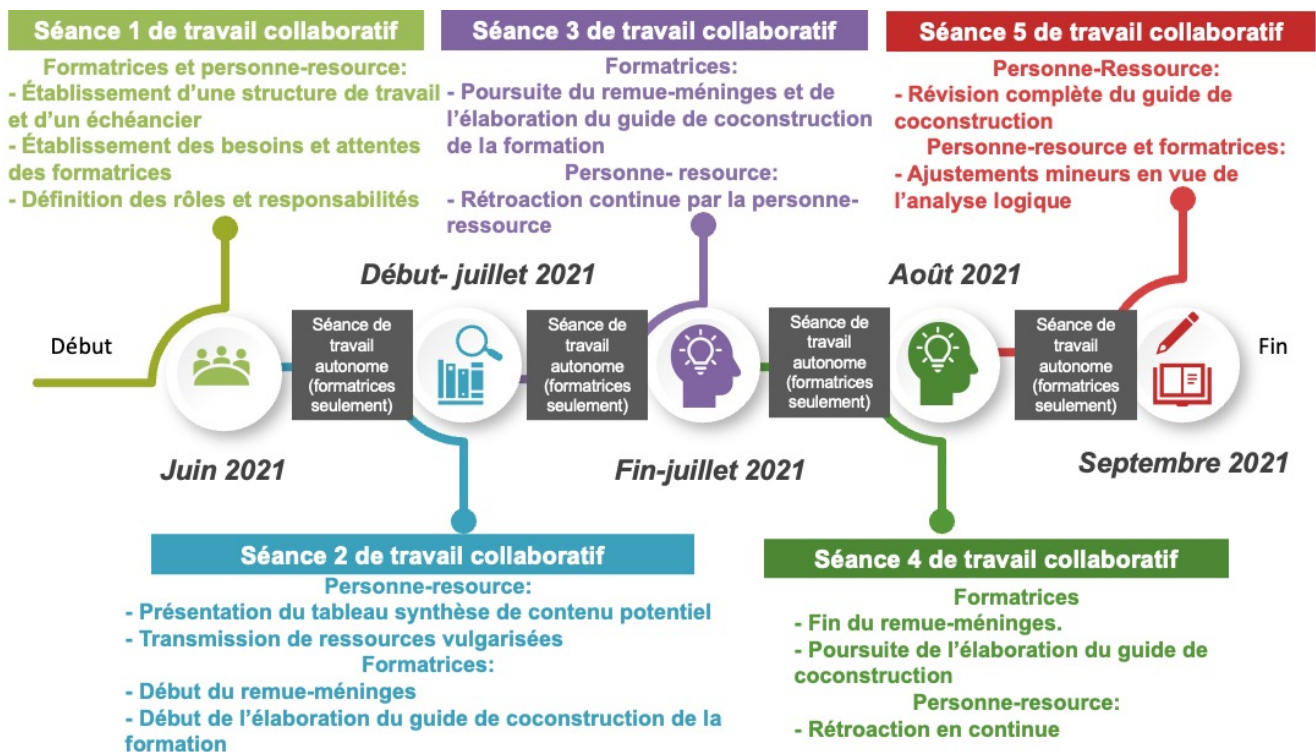 Séance 1 de travail collaboratif
Formatrices et personne-resource:
- Établissement d'une structure de travail
et d'un échéancier
- Établissement des besoins et attentes
des formatrices
- Définition des rôles et responsabilités
Séance 3 de travail collaboratif
Formatrices:
- Poursuite du remue-méninges et de
l'élaboration du guide de coconstruction
de la formation
Personne- resource:
- Rétroaction continue par la personne-
ressource
Séance 5 de travail collaboratif
Personne-Ressource:
- Révision complète du guide de
coconstruction
Personne-resource et formatrices:
- Ajustements mineurs en vue de
l'analyse logique
Début- juillet 2021
Août 2021
Début
Séance de
travail
autonome
(formatrices
seulement)
Séance de
travail
autonome
(formatrices
seulement)
Séance de
travail
autonome
(formatrices
seulement)
Séance de
travail
autonome
(formatrices
seulement)
Fin
Juin 2021
Fin-juillet 2021
Septembre 2021
Séance 2 de travail collaboratif
Personne-resource:
- Présentation du tableau synthèse de contenu potentiel
- Transmission de ressources vulgarisées
Formatrices:
- Début du remue-méninges
- Début de l'élaboration du guide de coconstruction de la
formation
Séance 4 de travail collaboratif
Formatrices
- Fin du remue-méninges.
- Poursuite de l'élaboration du guide de
coconstruction
Personne-resource:
- Rétroaction en continue